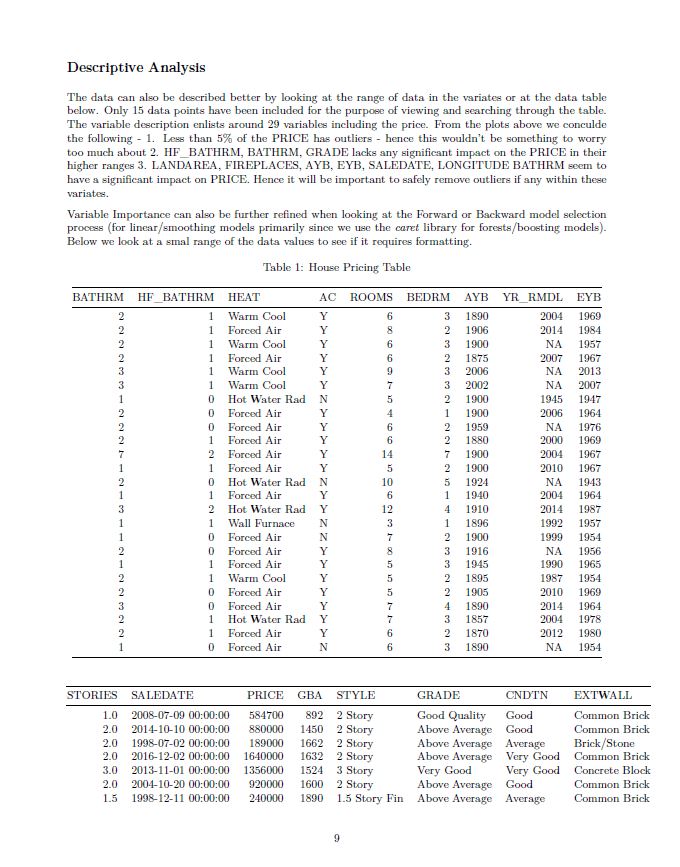 Descriptive Analysis
The data can also be described better by looking at the range of data in the variates or at the data table
below. Only 15 data points have been included for the purpose of viewing and searching through the table.
The variable description enlists around 29 variables including the price. From the plots above we conculde
the following - 1. Less than 5% of the PRICE has outliers - hence this wouldn't be something to worry
too much about 2. HF_BATHRM, BATHRM, GRADE lacks any significant impact on the PRICE in their
higher ranges 3. LANDAREA, FIREPLACES, AYB, EYB, SALEDATE, LONGITUDE BATHRM seem to
have a significant impact on PRICE. Hence it will be important to safely remove outliers if any within these
variates.
Variable Importance can also be further refined when looking at the Forward or Backward model selection
process (for linear/smoothing models primarily since we use the caret library for forests/boosting models).
Below we look at a smal range of the data values to see if it requires formatting.
Table 1: House Pricing Table
BATHRM HF_BATHRM HEAT AC ROOMS BEDRM AYB YR_RMDL EYB
2 1 Warm Cool Y 6 3 1890 2004 1969
2 1 Forced Air Y 8 2 1906 2014 1984
2 1 Warm Cool Y 6 3 1900 NA 1957
2 1 Forced Air Y 6 2 1875 2007 1967
3 1 Warm Cool Y 9 3 2006 NA 2013
3 1 Warm Cool Y 7 3 2002 NA 2007
1 0 Hot Water Rad N 5 2 1900 1945 1947
2 0 Forced Air Y 4 1 1900 2006 1964
2 0 Forced Air Y 6 2 1959 NA 1976
2 1 Forced Air Y 6 2 1880 2000 1969
7 2 Forced Air Y 14 7 1900 2004 1967
1 1 Forced Air Y 5 2 1900 2010 1967
2 0 Hot Water Rad N 10 5 1924 NA 1943
1 1 Forced Air Y 6 1 1940 2004 1964
3 2 Hot Water Rad Y 12 4 1910 2014 1987
1 1 Wall Furnace N 3 1 1896 1992 1957
1 0 Forced Air N 7 2 1900 1999 1954
2 0 Forced Air Y 8 3 1916 NA 1956
1 1 Forced Air Y 5 3 1945 1990 1965
2 1 Warm Cool Y 5 2 1895 1987 1954
2 0 Forced Air Y 5 2 1905 2010 1969
3 0 Forced Air Y 7 4 1890 2014 1964
2 1 Hot Water Rad Y 7 3 1857 2004 1978
2 1 Forced Air Y 6 2 1870 2012 1980
1 0 Forced Air N 6 3 1890 NA 1954
STORIES SALEDATE PRICE GBA STYLE GRADE CNDTN EXTWALL
1.0 2008-07-09 00:00:00 584700 892 2 Story Good Quality Good Common Brick
2.0 2014-10-10 00:00:00 880000 1450 2 Story Above Average Good Common Brick
2.0 1998-07-02 00:00:00 189000 1662 2 Story Above Average Average Brick/Stone
2.0 2016-12-02 00:00:00 1640000 1632 2 Story Above Average Very Good Common Brick
3.0 2013-11-01 00:00:00 1356000 1524 3 Story Very Good Very Good Concrete Block
2.0 2004-10-20 00:00:00 920000 1600 2 Story Above Average Good Common Brick
1.5 1998-12-11 00:00:00 240000 1890 1.5 Story Fin Above Average Average Common Brick
9